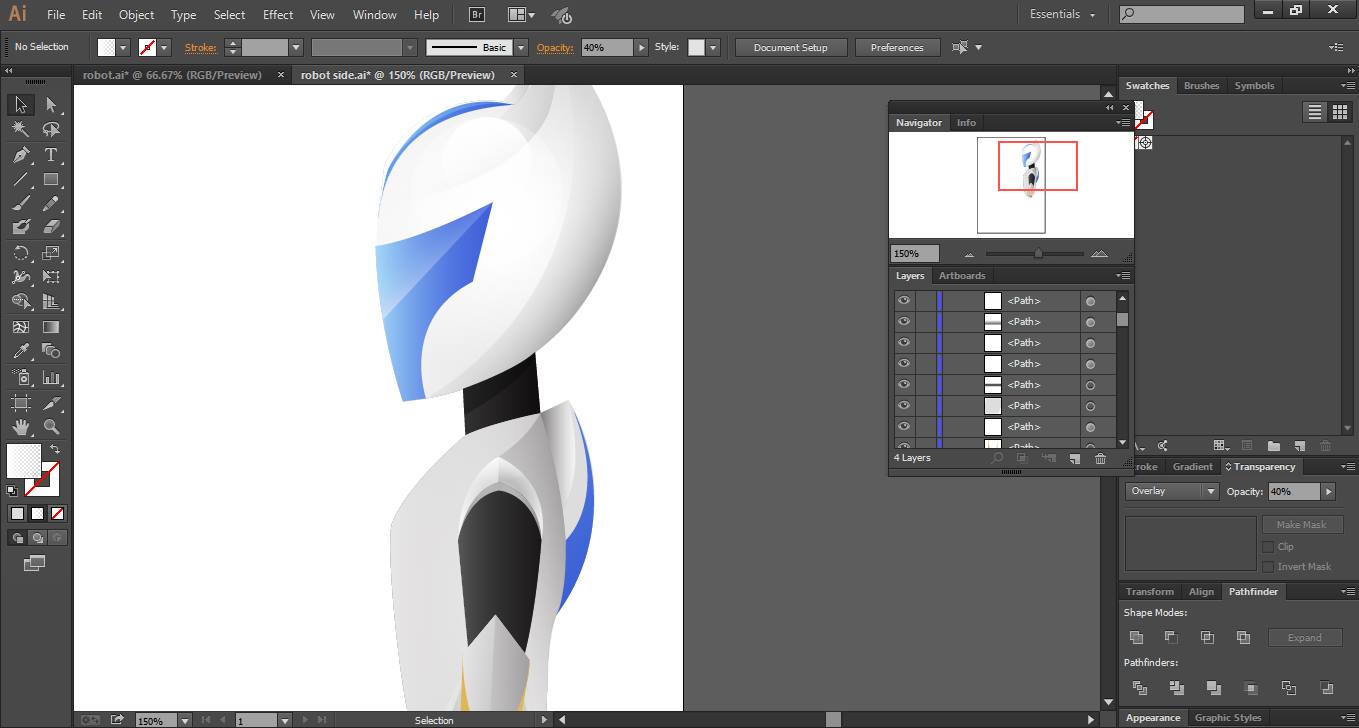 Ai File Edit Object Type Select Effect View Window Help Br Essentials
No Selection Stroke: Basic Opacity: 40% Style: Document Setup Preferences
robot.ai* @ 66.67% (RGB/Preview) × robot side.ai* @ 150% (RGB/Preview) ×
Swatches Brushes Symbols
Navigator Info
150%
Layers Artboards
<Path>
<Path>
<Path>
<Path>
<Path>
<Path>
<Path>
<Path>
4 Layers
Gradient Transparency
Overlay Opacity: 40%
Make Mask
Clip
Invert Mask
Transform Align Pathfinder
Shape Modes:
Expand
Pathfinders:
Appearance Graphic Styles
150% 1 Selection